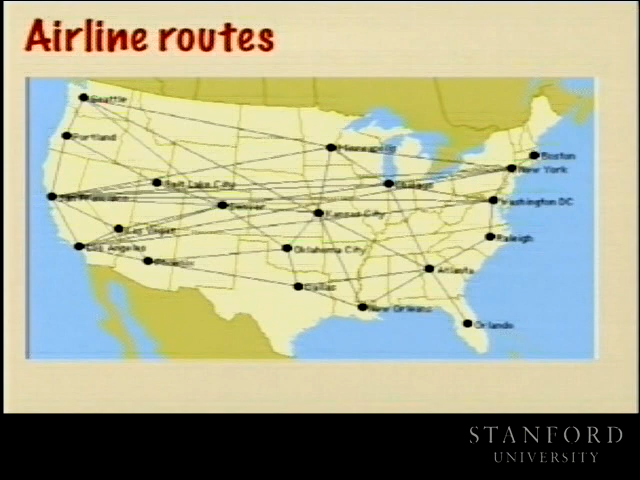 Airline routes
Seattle
Portland
Minneapolis
Boston
New York
Salt Lake City
Chicago
San Francisco
Denver
Washington DC
Kansas City
Las Vegas
Raleigh
Los Angeles
Oklahoma City
Phoenix
Atlanta
Dallas
New Orleans
Orlando
STANFORD
UNIVERSITY